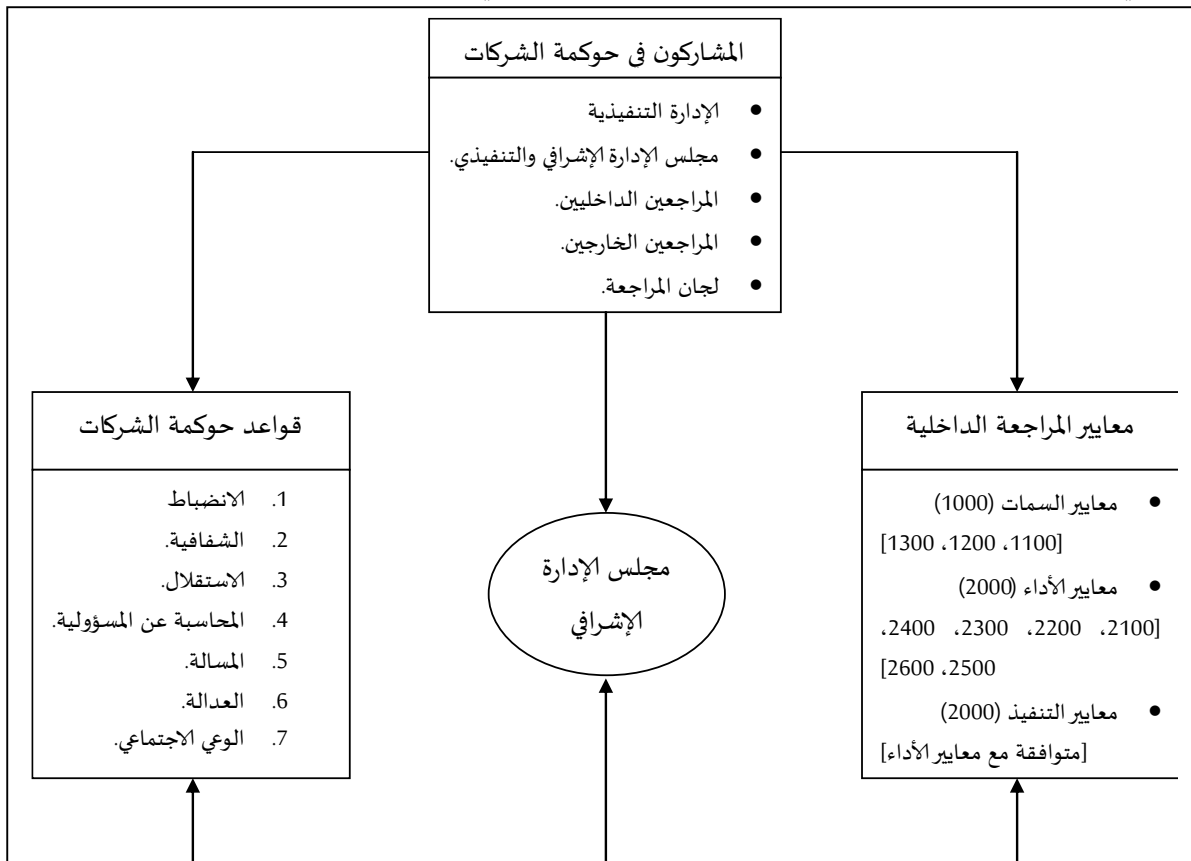 المشاركون فى حوكمة الشركات
● الإدارة التنفيذية
● مجلس الإدارة الإشرافي والتنفيذي.
● المراجعين الداخليين.
● المراجعين الخارجين.
● لجان المراجعة.
معايير المراجعة الداخلية
● معايير السمات (1000)
[1100، 1200، 1300]
● معايير الأداء (2000)
[2100، 2200، 2300، 2400،
2500، 2600]
● معايير التنفيذ (2000)
[متوافقة مع معايير الأداء]
مجلس الإدارة
الإشرافي
قواعد حوكمة الشركات
1. الانضباط
2. الشفافية.
3. الاستقلال.
4. المحاسبة عن المسؤولية.
5. المسالة.
6. العدالة.
7. الوعي الاجتماعي.